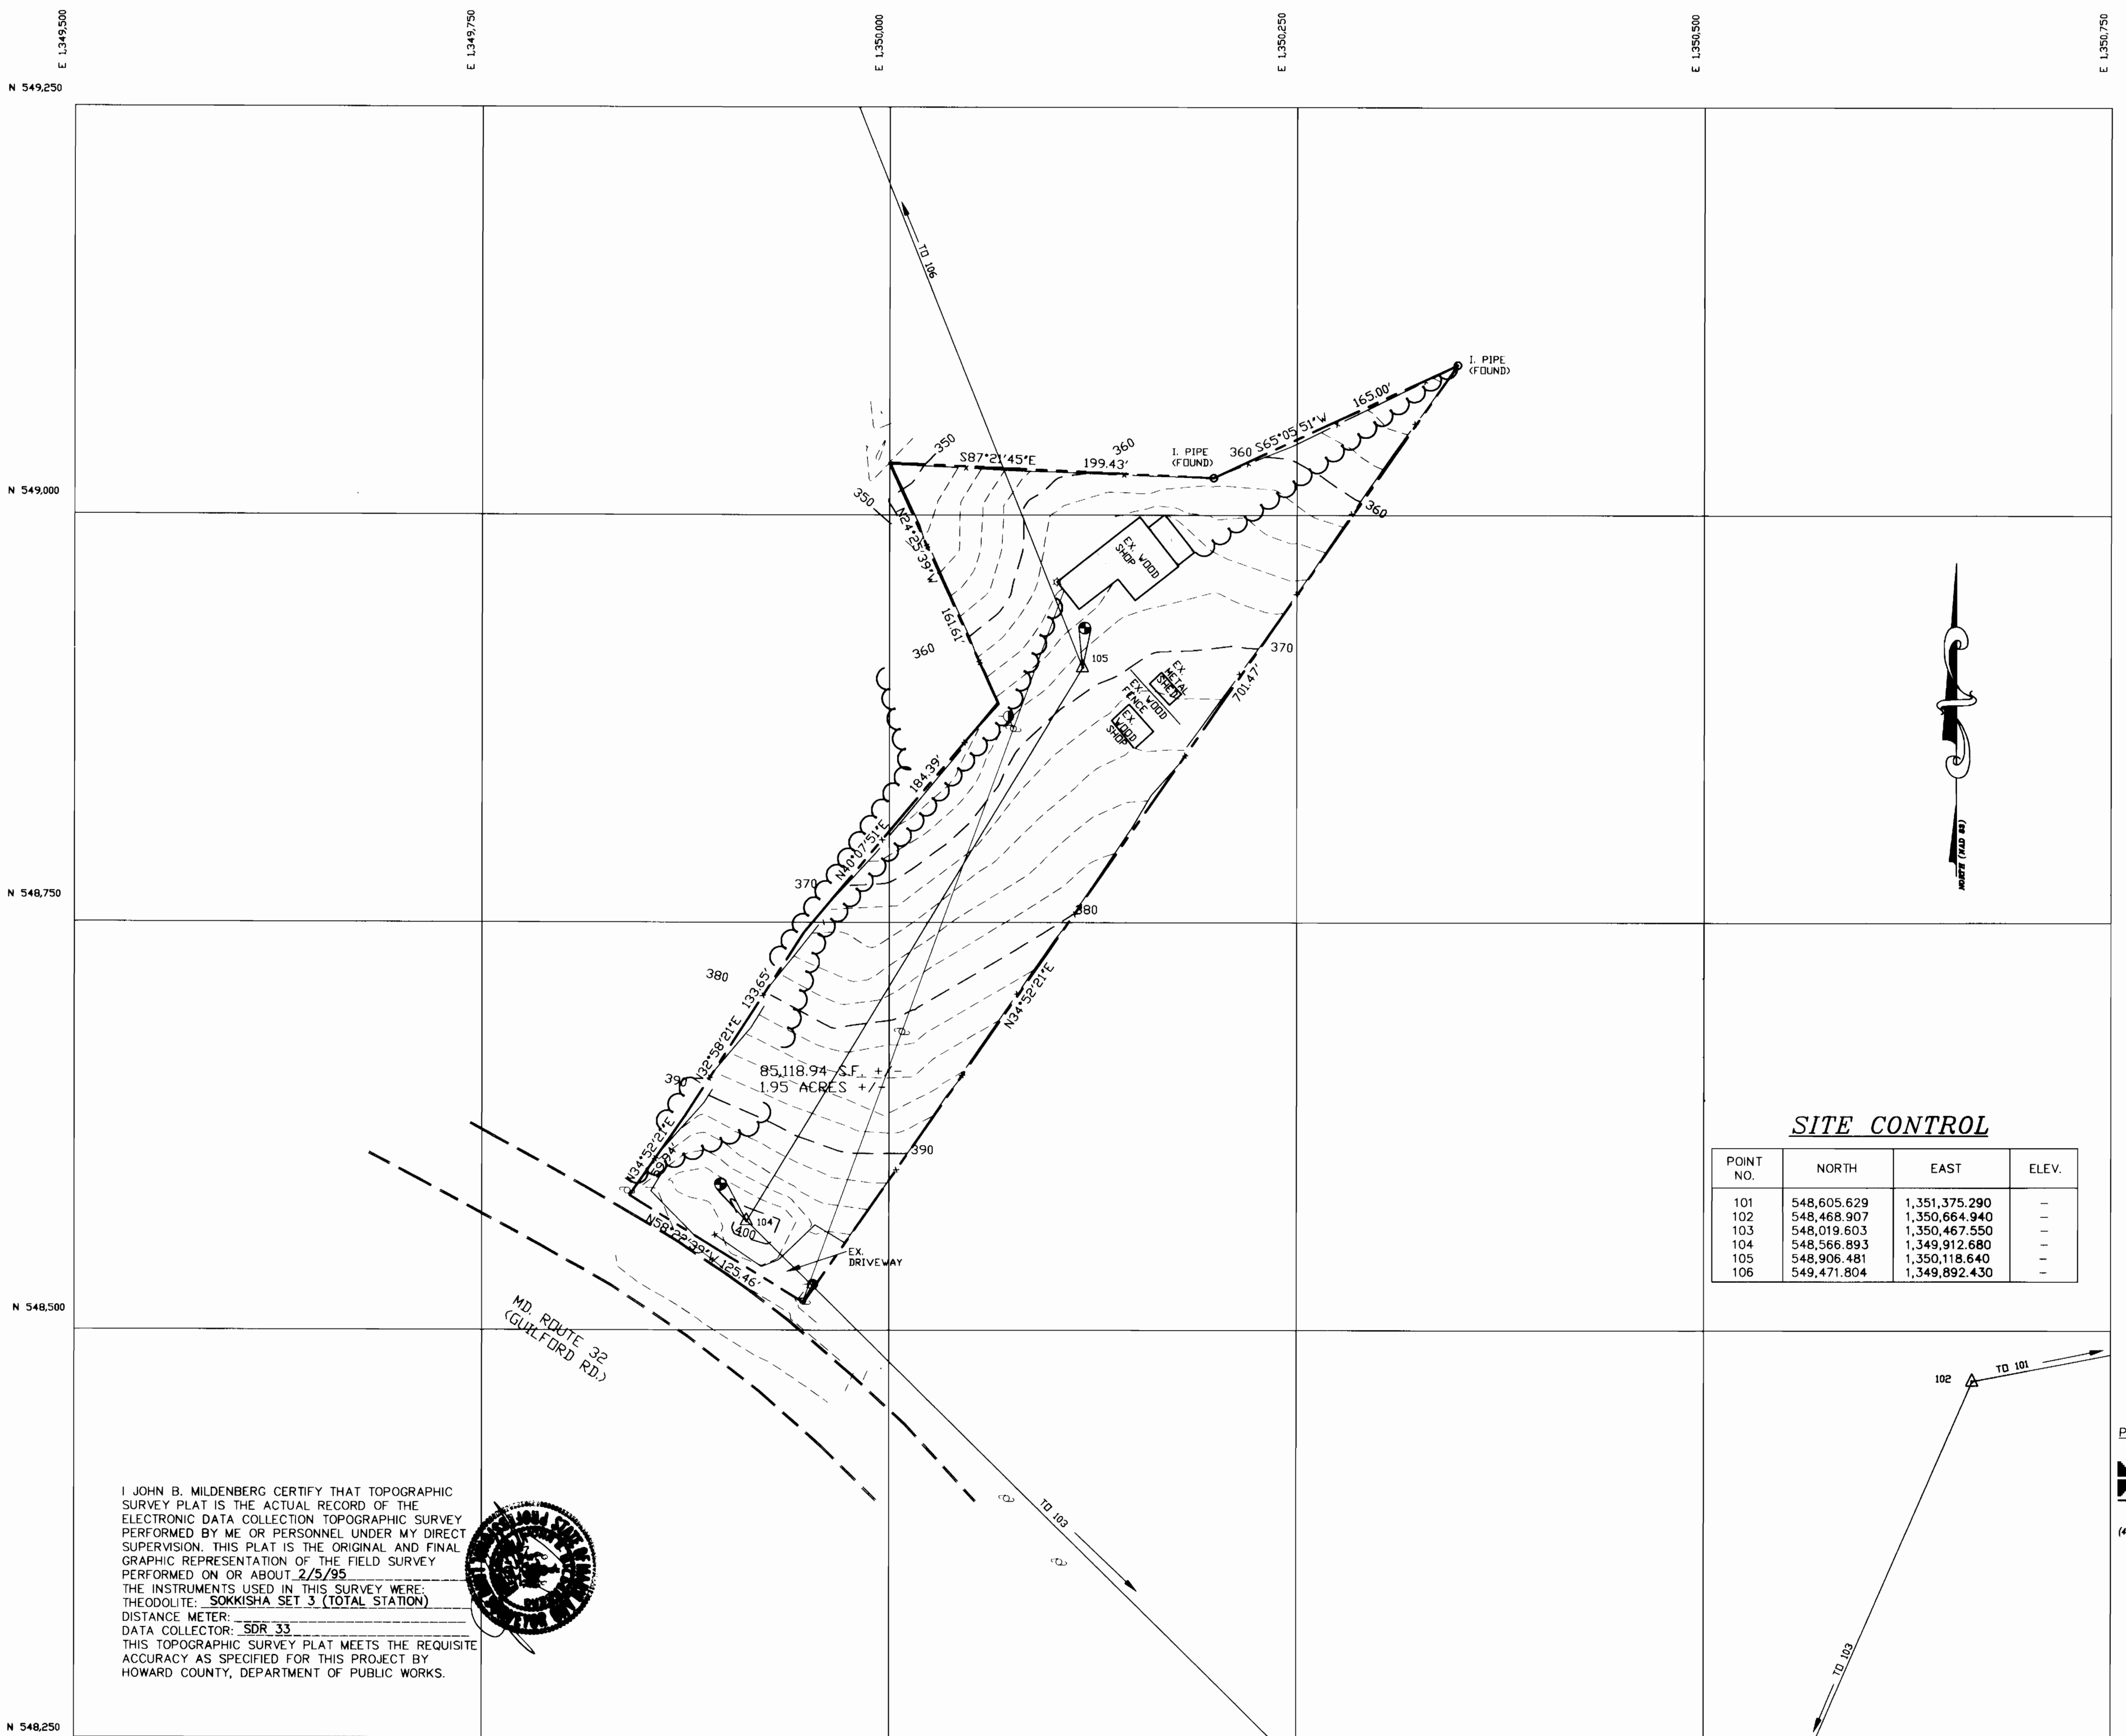 E 1,349,500
E 1,349,750
E 1,350,000
E 1,350,250
E 1,350,500
E 1,350,750
N 549,250
TO 106
I. PIPE
(FOUND)
165.00'
S65°05'51"W
360
I. PIPE
(FOUND)
360
350
S87°21'45"E
199.43'
N 549,000
350
N24°25'39"W
161.61'
360
EX. WOOD
SHOP
360
105
370
EX.
METAL
SHED
EX. WOOD
FENCE
EX.
WOOD
SHOP
701.47'
184.39'
N40°07'51"E
370
NORTH (NAD 83)
N 548,750
380
380
133.65'
N34°52'21"E
N32°58'21"E
390
85,118.94 S.F. +/-
1.95 ACRES +/-
N34°52'21"E
390
104
400
N58°22'39"W 125.46'
EX.
DRIVEWAY
N 548,500
MD. ROUTE 32
(GUILFORD RD.)
SITE CONTROL
POINT NO. NORTH EAST ELEV.
101 548,605.629 1,351,375.290 -
102 548,468.907 1,350,664.940 -
103 548,019.603 1,350,467.550 -
104 548,566.893 1,349,912.680 -
105 548,906.481 1,350,118.640 -
106 549,471.804 1,349,892.430 -
102
TO 101
TO 103
TO 103
I JOHN B. MILDENBERG CERTIFY THAT TOPOGRAPHIC
SURVEY PLAT IS THE ACTUAL RECORD OF THE
ELECTRONIC DATA COLLECTION TOPOGRAPHIC SURVEY
PERFORMED BY ME OR PERSONNEL UNDER MY DIRECT
SUPERVISION. THIS PLAT IS THE ORIGINAL AND FINAL
GRAPHIC REPRESENTATION OF THE FIELD SURVEY
PERFORMED ON OR ABOUT 2/5/95
THE INSTRUMENTS USED IN THIS SURVEY WERE:
THEODOLITE: SOKKISHA SET 3 (TOTAL STATION)
DISTANCE METER:
DATA COLLECTOR: SDR 33
THIS TOPOGRAPHIC SURVEY PLAT MEETS THE REQUISITE
ACCURACY AS SPECIFIED FOR THIS PROJECT BY
HOWARD COUNTY, DEPARTMENT OF PUBLIC WORKS.
N 548,250